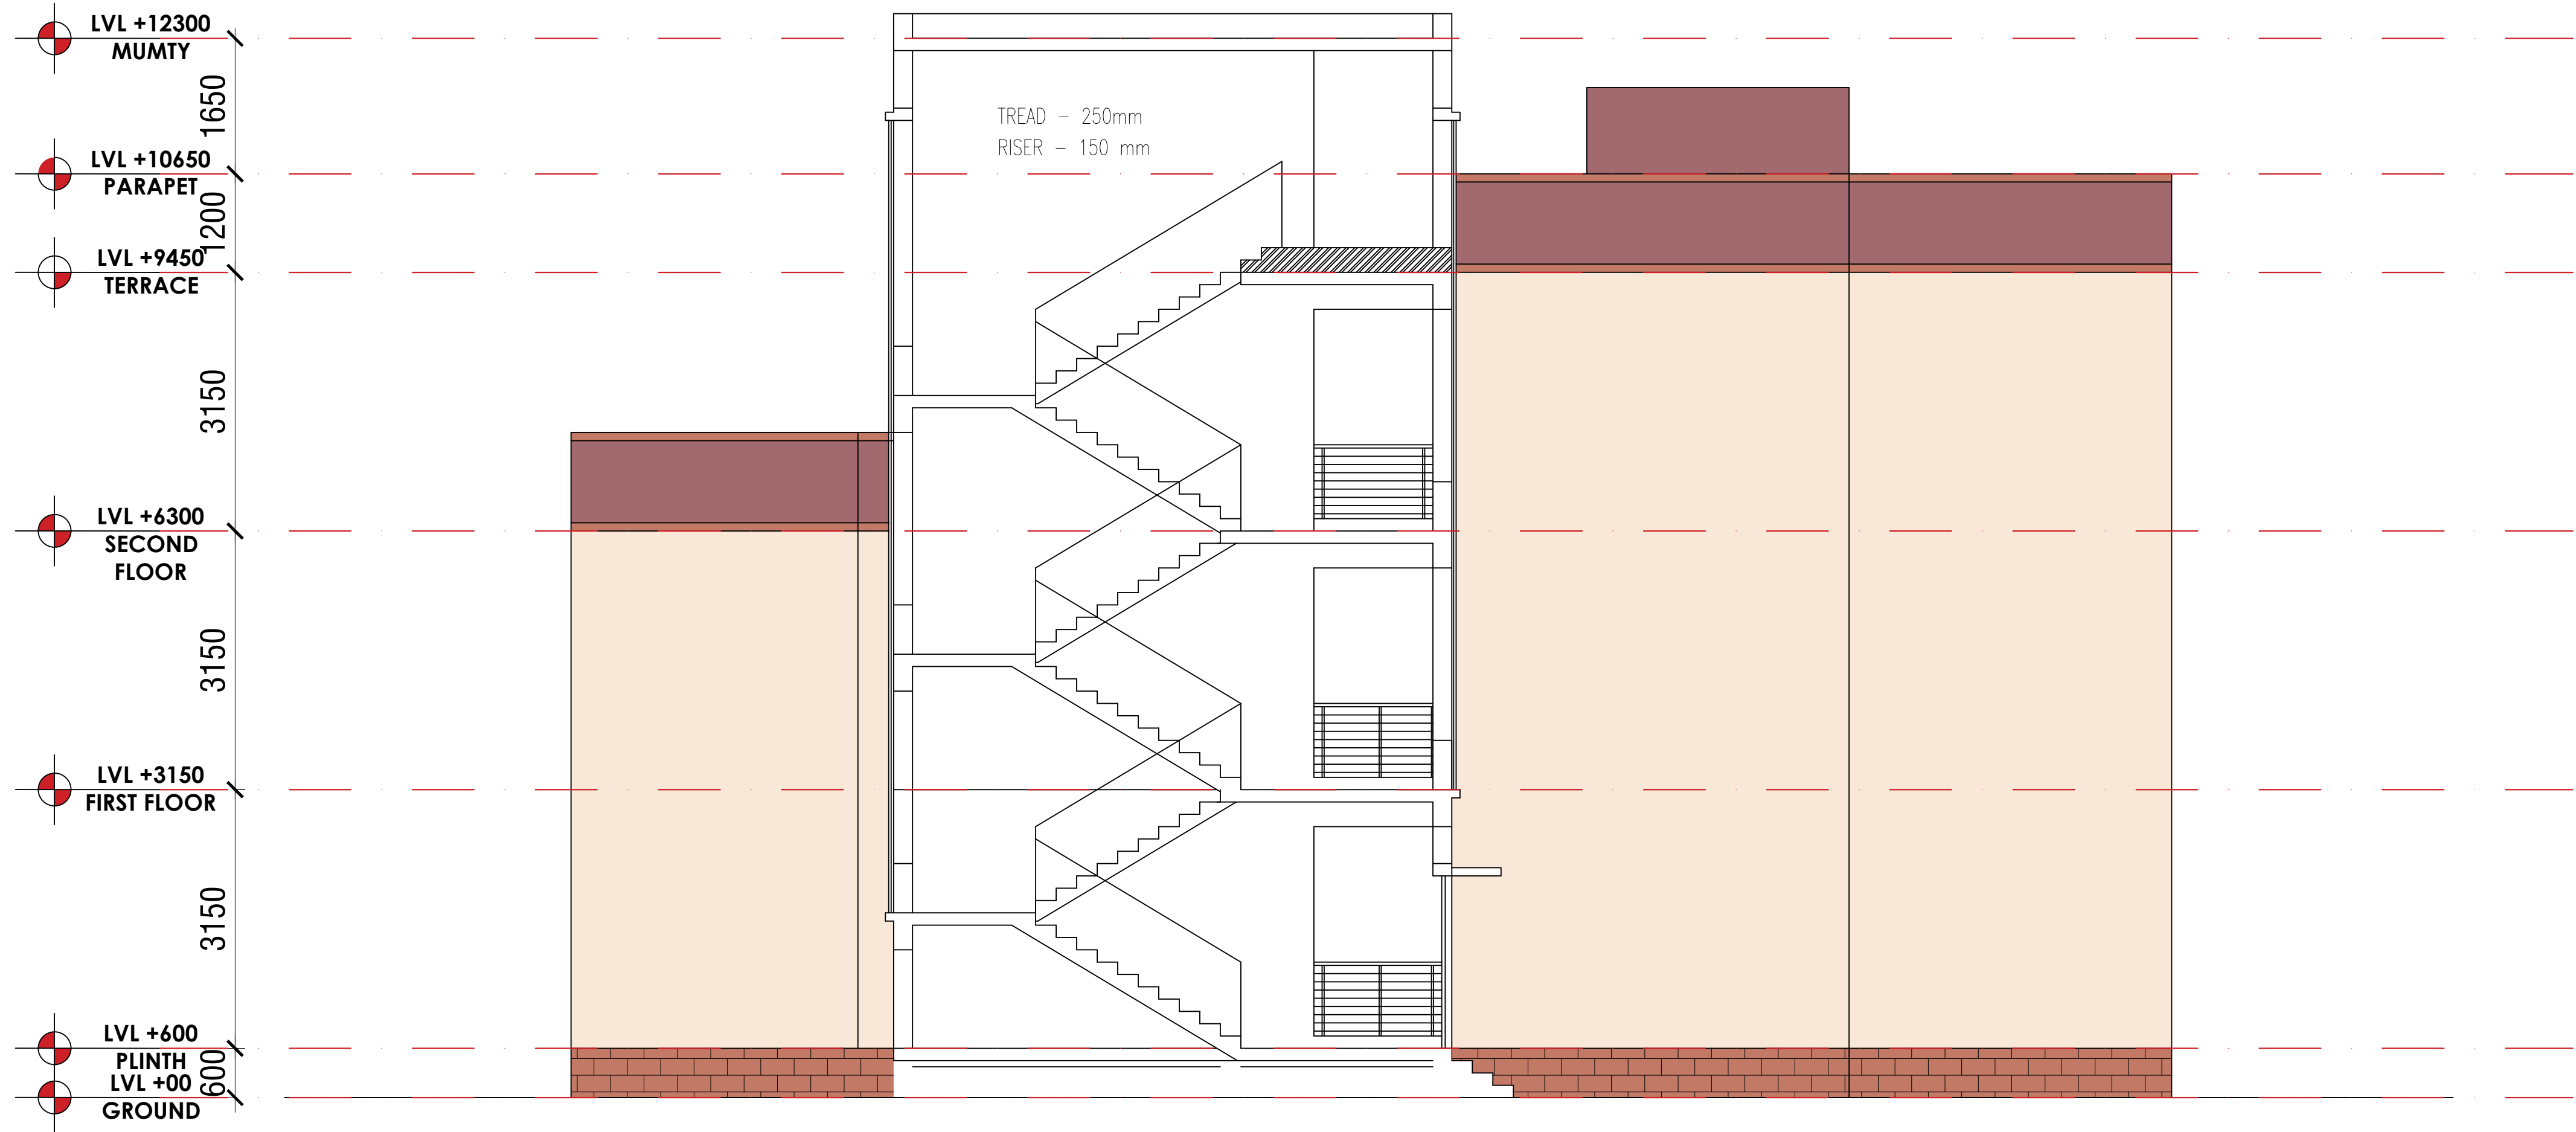 LVL +12300
MUMTY
1650
TREAD - 250mm
RISER - 150 mm
LVL +10650
PARAPET
1200
LVL +9450
TERRACE
3150
LVL +6300
SECOND
FLOOR
3150
LVL +3150
FIRST FLOOR
3150
LVL +600
PLINTH
600
LVL +00
GROUND